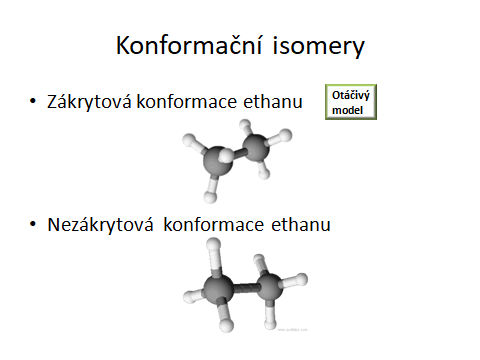 Konformační isomery
• Zákrytová konformace ethanu
Otáčivý
model
• Nezákrytová konformace ethanu